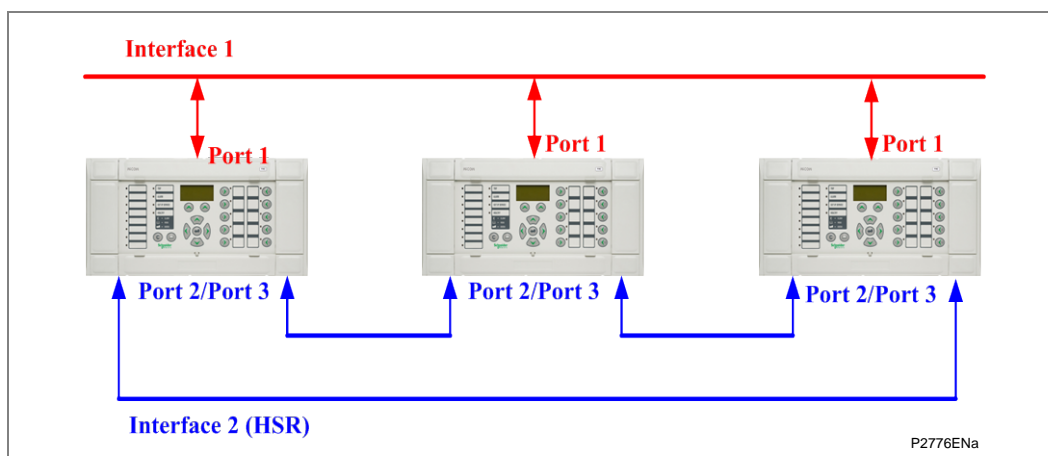 Interface 1
Port 1
Port 1
Port 1
Port 2/Port 3
Port 2/Port 3
Port 2/Port 3
Interface 2 (HSR)
P2776ENa